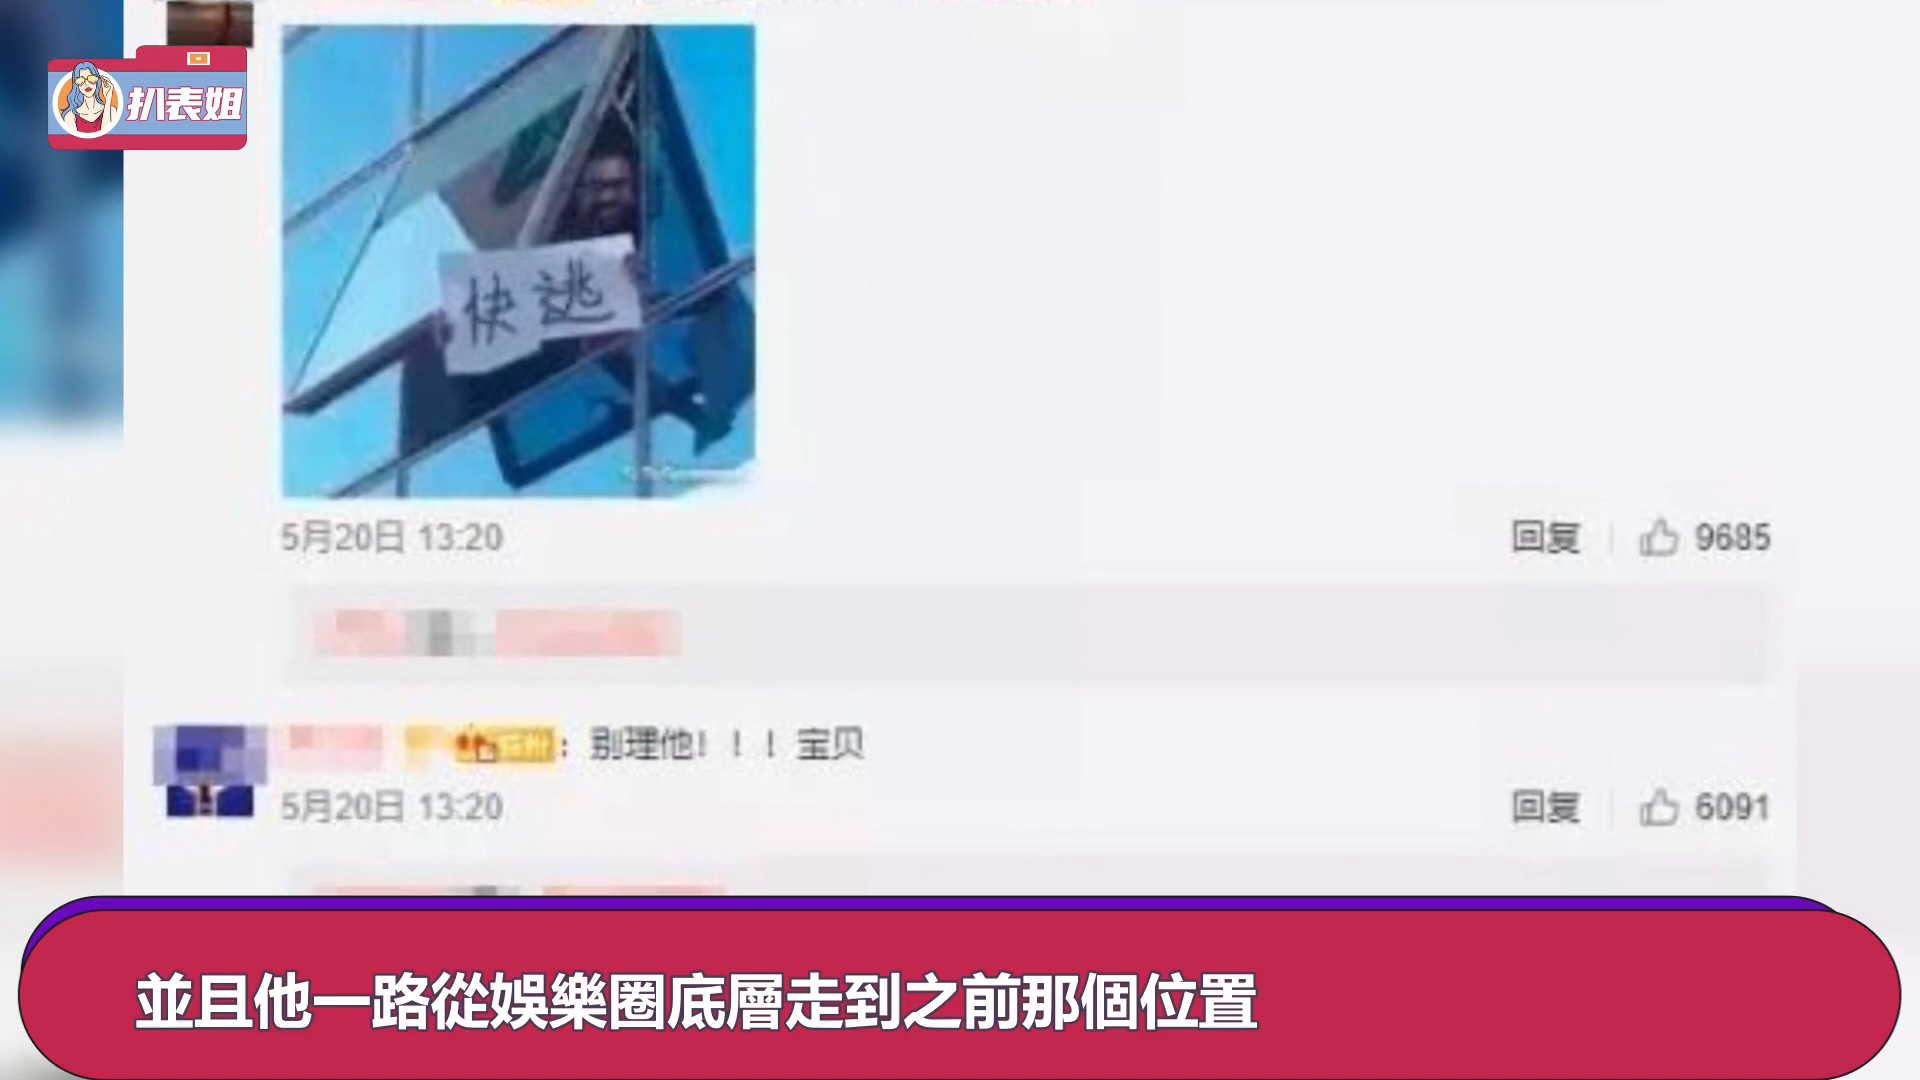 扒表姐
快逃
5月20日 13:20
回复 9685
：别理他！！！宝贝
5月20日 13:20
回复 6091
並且他一路從娛樂圈底層走到之前那個位置